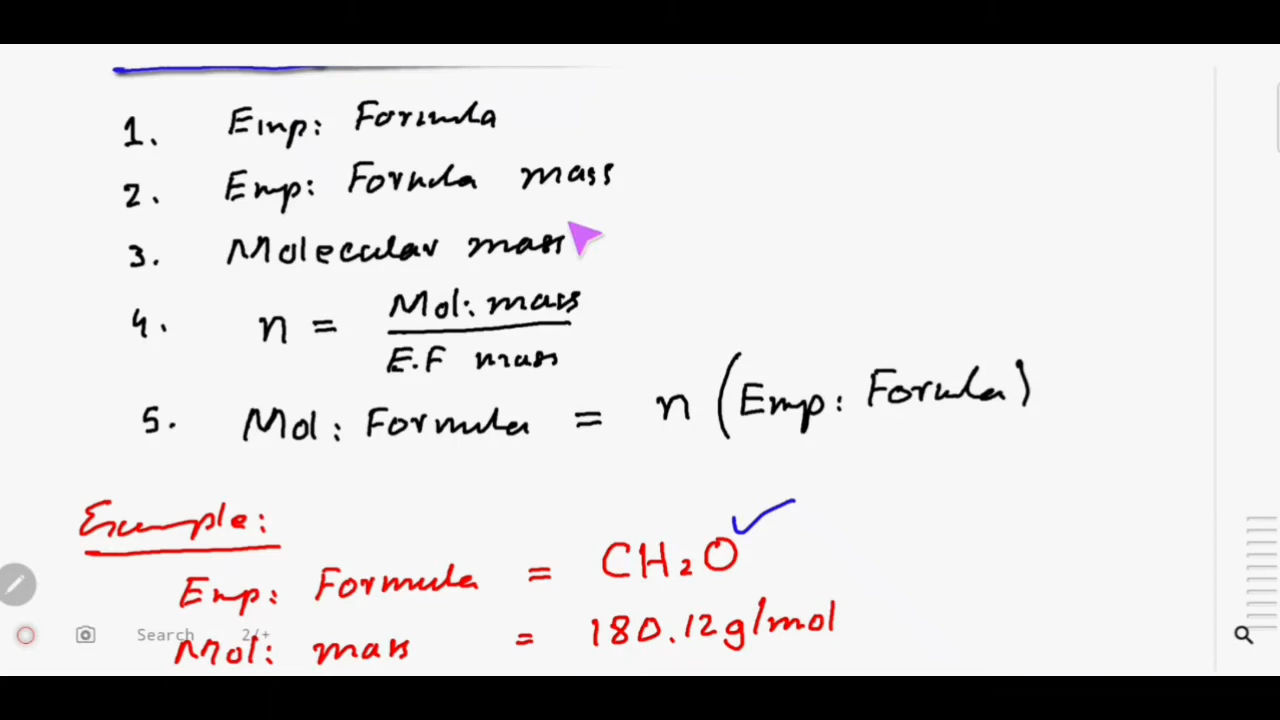 1. Emp: Formula
2. Emp: Formula mass
3. Molecular mass
4. n = Mol: mass / E.F mass
5. Mol: Formula = n (Emp: Formula)
Example:
Emp: Formula = CH₂O ✓
Mol: mass = 180.12g/mol
Search 2/+